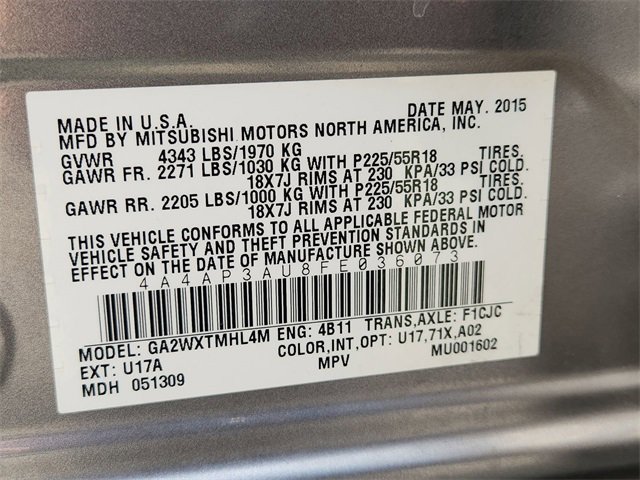 MADE IN U.S.A. DATE MAY. 2015
MFD BY MITSUBISHI MOTORS NORTH AMERICA, INC.
GVWR 4343 LBS/1970 KG
GAWR FR. 2271 LBS/1030 KG WITH P225/55R18 TIRES.
18X7J RIMS AT 230 KPA/33 PSI COLD.
GAWR RR. 2205 LBS/1000 KG WITH P225/55R18 TIRES.
18X7J RIMS AT 230 KPA/33 PSI COLD.
THIS VEHICLE CONFORMS TO ALL APPLICABLE FEDERAL MOTOR
VEHICLE SAFETY AND THEFT PREVENTION STANDARDS IN
EFFECT ON THE DATE OF MANUFACTURE SHOWN ABOVE.
4A4AP3AU8FE036073
MODEL: GA2WXTMHL4M ENG: 4B11 TRANS,AXLE: F1CJC
EXT: U17A COLOR,INT,OPT: U17,71X,A02
MDH 051309 MPV MU001602